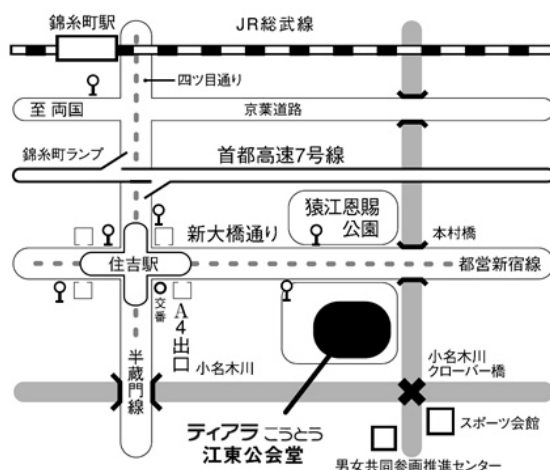 錦糸町駅
JR総武線
四ツ目通り
至 両国
京葉道路
錦糸町ランプ
首都高速7号線
猿江恩賜
公園
新大橋通り
本村橋
住吉駅
都営新宿線
交番
A4出口
半蔵門線
小名木川
小名木川
クローバー橋
ティアラ こうとう
江東公会堂
スポーツ会館
男女共同参画推進センター